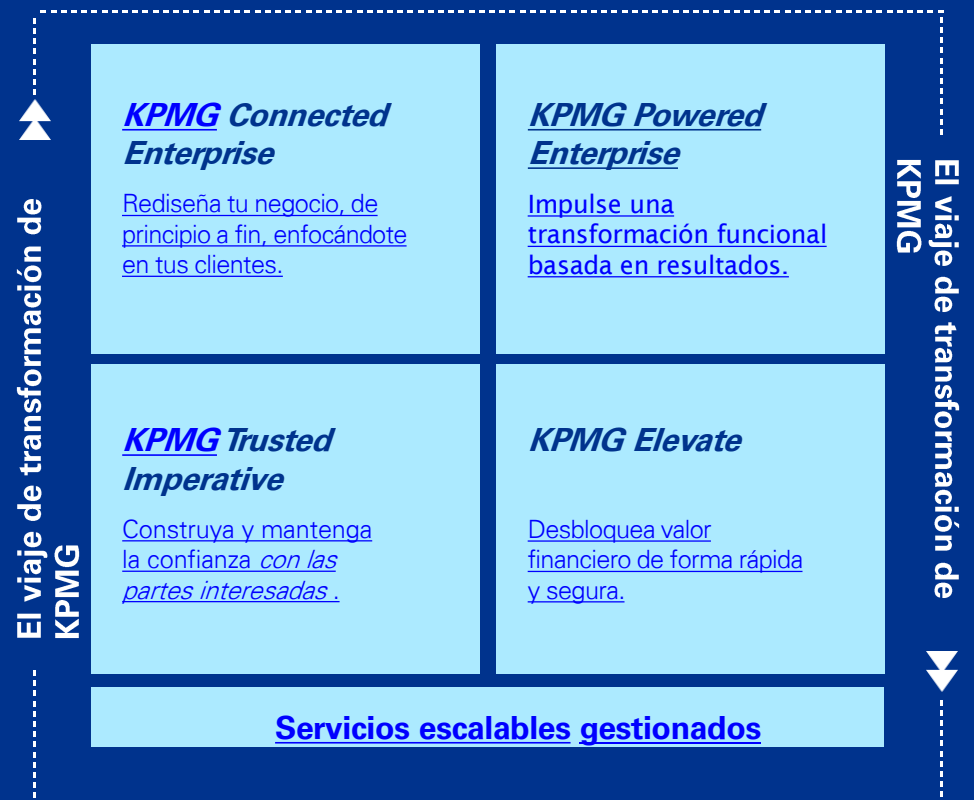 El viaje de transformación de
KPMG
KPMG Connected
Enterprise
Rediseña tu negocio, de
principio a fin, enfocándote
en tus clientes.
KPMG Powered
Enterprise
Impulse una
transformación funcional
basada en resultados.
KPMG Trusted
Imperative
Construya y mantenga
la confianza con las
partes interesadas .
KPMG Elevate
Desbloquea valor
financiero de forma rápida
y segura.
El viaje de transformación de
KPMG
Servicios escalables gestionados